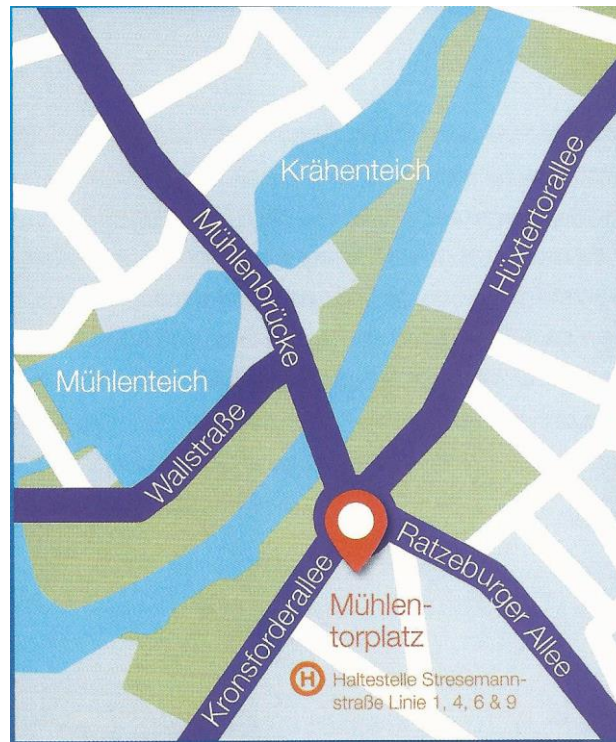 Krähenteich
Hüxtertorallee
Mühlenbrücke
Mühlenteich
Wallstraße
Ratzeburger Allee
Kronsforderallee
Mühlen-
torplatz
H Haltestelle Stresemann-
straße Linie 1, 4, 6 & 9